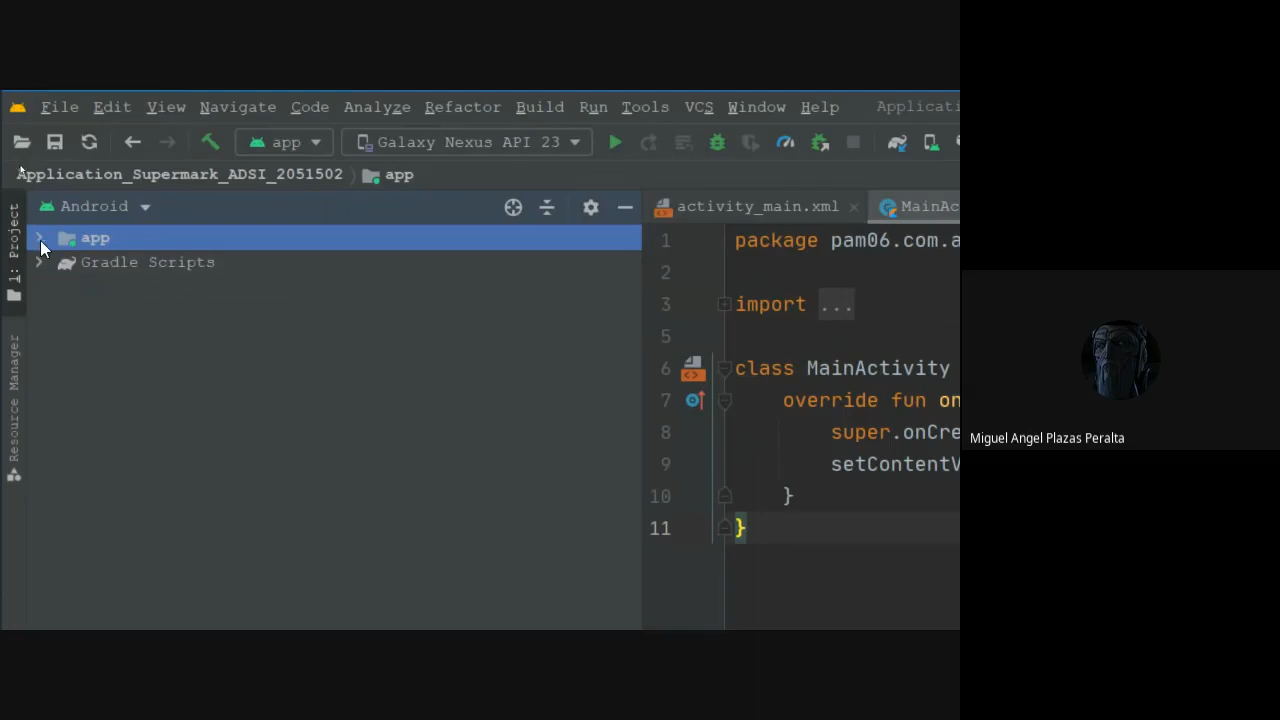 File Edit View Navigate Code Analyze Refactor Build Run Tools VCS Window Help Applicati
app Galaxy Nexus API 23
Application_Supermark_ADSI_2051502 app
1: Project
Resource Manager
Android
app
Gradle Scripts
activity_main.xml MainAc
1 package pam06.com.a
2
3 import ...
5
6 class MainActivity
7 override fun on
8 super.onCre
9 setContentV
10 }
11 }
Miguel Angel Plazas Peralta